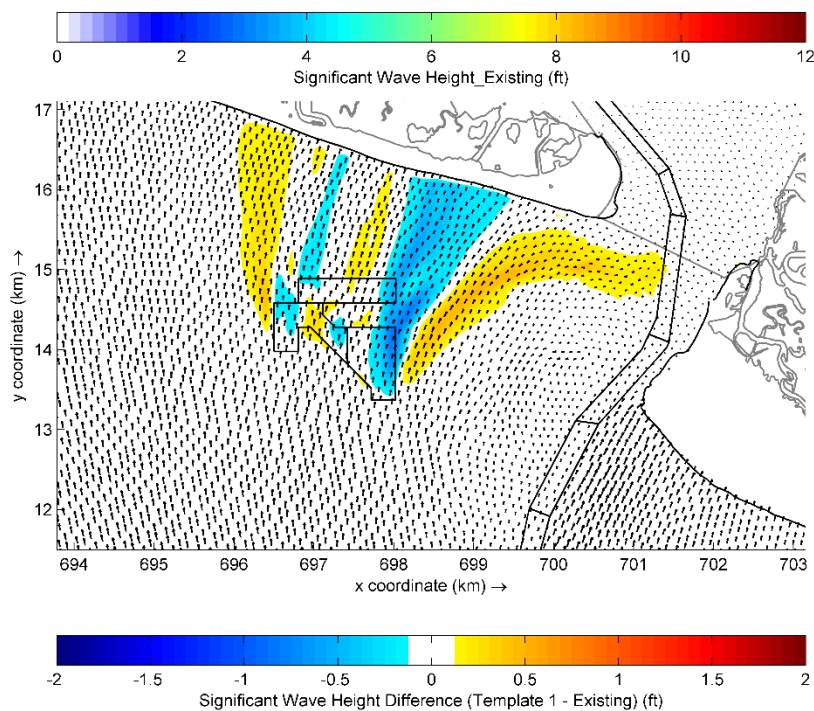 0 2 4 6 8 10 12
Significant Wave Height_Existing (ft)
17
16
15
14
13
12
y coordinate (km) →
694 695 696 697 698 699 700 701 702 703
x coordinate (km) →
-2 -1.5 -1 -0.5 0 0.5 1 1.5 2
Significant Wave Height Difference (Template 1 - Existing) (ft)